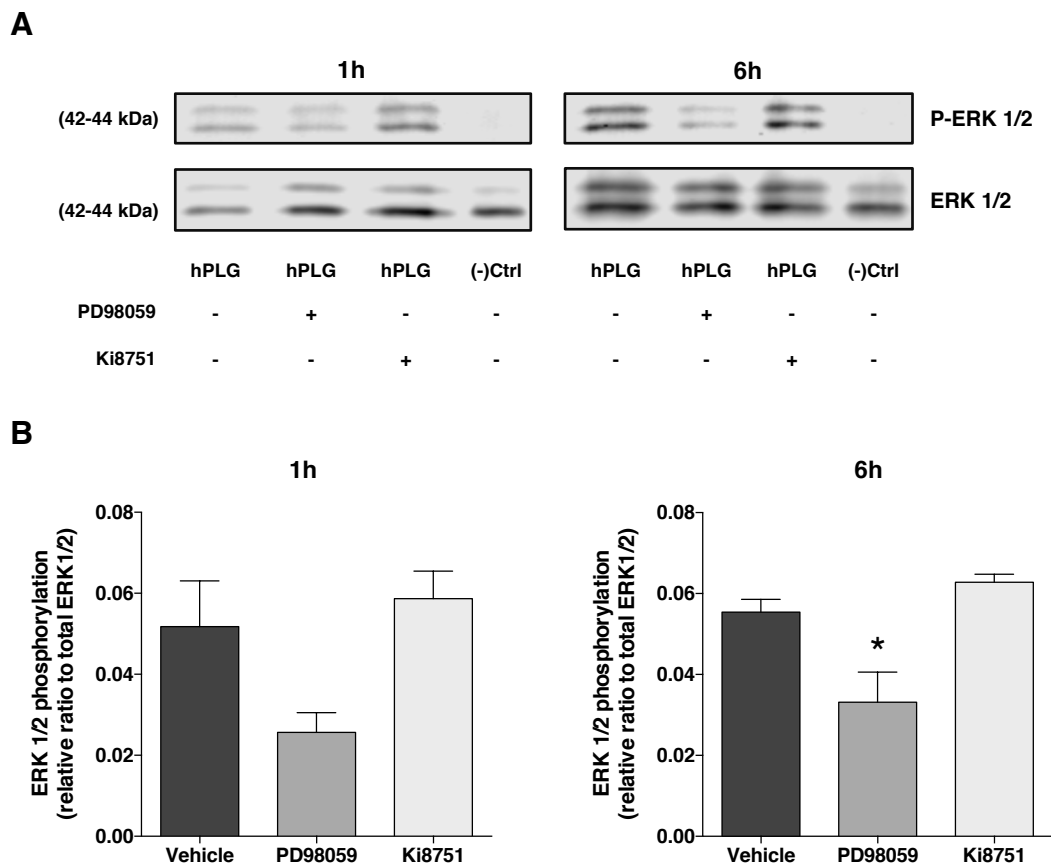 A
1h 6h
(42-44 kDa) P-ERK 1/2
(42-44 kDa) ERK 1/2
hPLG hPLG hPLG (-)Ctrl hPLG hPLG hPLG (-)Ctrl
PD98059 - + - - - + - -
Ki8751 - - + - - - + -
B
1h
ERK 1/2 phosphorylation
(relative ratio to total ERK1/2)
0.08
0.06
0.04
0.02
0.00
Vehicle PD98059 Ki8751
6h
ERK 1/2 phosphorylation
(relative ratio to total ERK1/2)
0.08
0.06
0.04
0.02
0.00
*
Vehicle PD98059 Ki8751